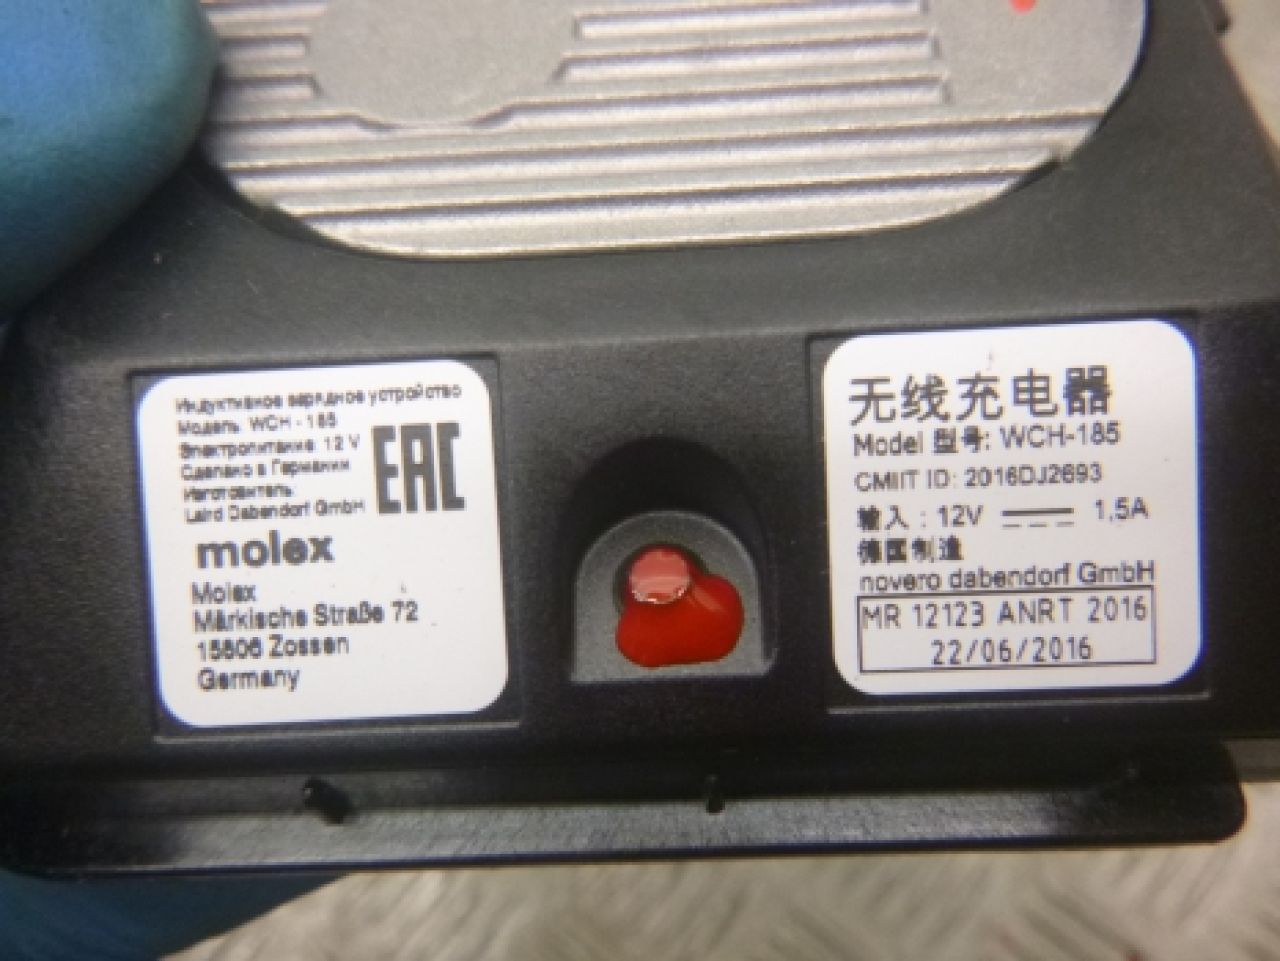 Индуктивное зарядное устройство
Модель: WCH - 185
Электропитание: 12 V
Сделано в Германии
Изготовитель:
Laird Dabendorf GmbH
EAC
molex
Molex
Märkische Straße 72
15806 Zossen
Germany
无线充电器
Model 型号: WCH-185
CMIIT ID: 2016DJ2693
输入: 12V 1,5A
德国制造
novero dabendorf GmbH
MR 12123 ANRT 2016
22/06/2016